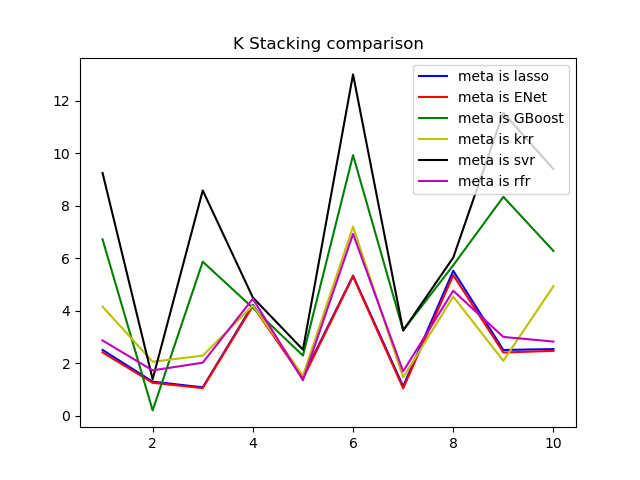 K Stacking comparison
meta is lasso
meta is ENet
meta is GBoost
meta is krr
meta is svr
meta is rfr
12
10
8
6
4
2
0
2
4
6
8
10